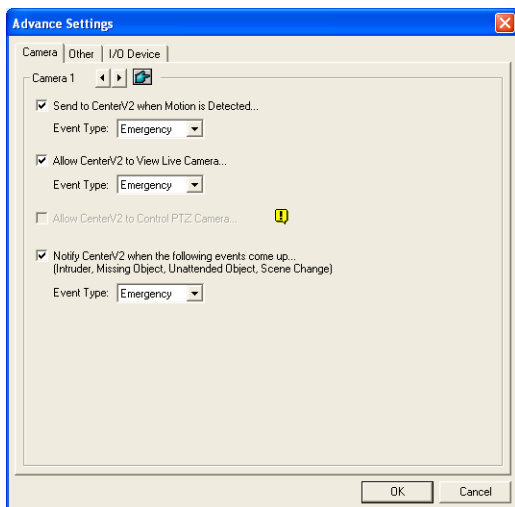 Advance Settings
Camera Other I/O Device
Camera 1
Send to CenterV2 when Motion is Detected...
Event Type: Emergency
Allow CenterV2 to View Live Camera...
Event Type: Emergency
Allow CenterV2 to Control PTZ Camera...
Notify CenterV2 when the following events come up...
(Intruder, Missing Object, Unattended Object, Scene Change)
Event Type: Emergency
OK Cancel